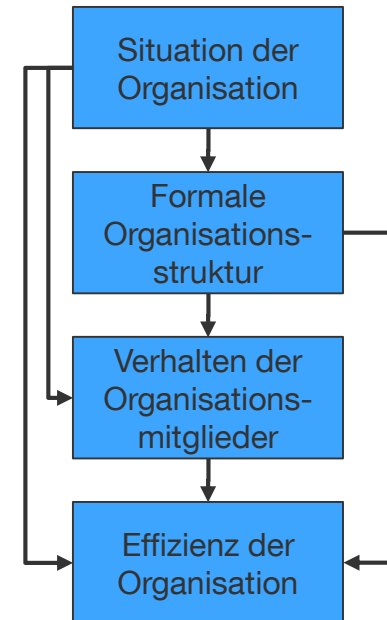 Situation der
Organisation
Formale
Organisations-
struktur
Verhalten der
Organisations-
mitglieder
Effizienz der
Organisation